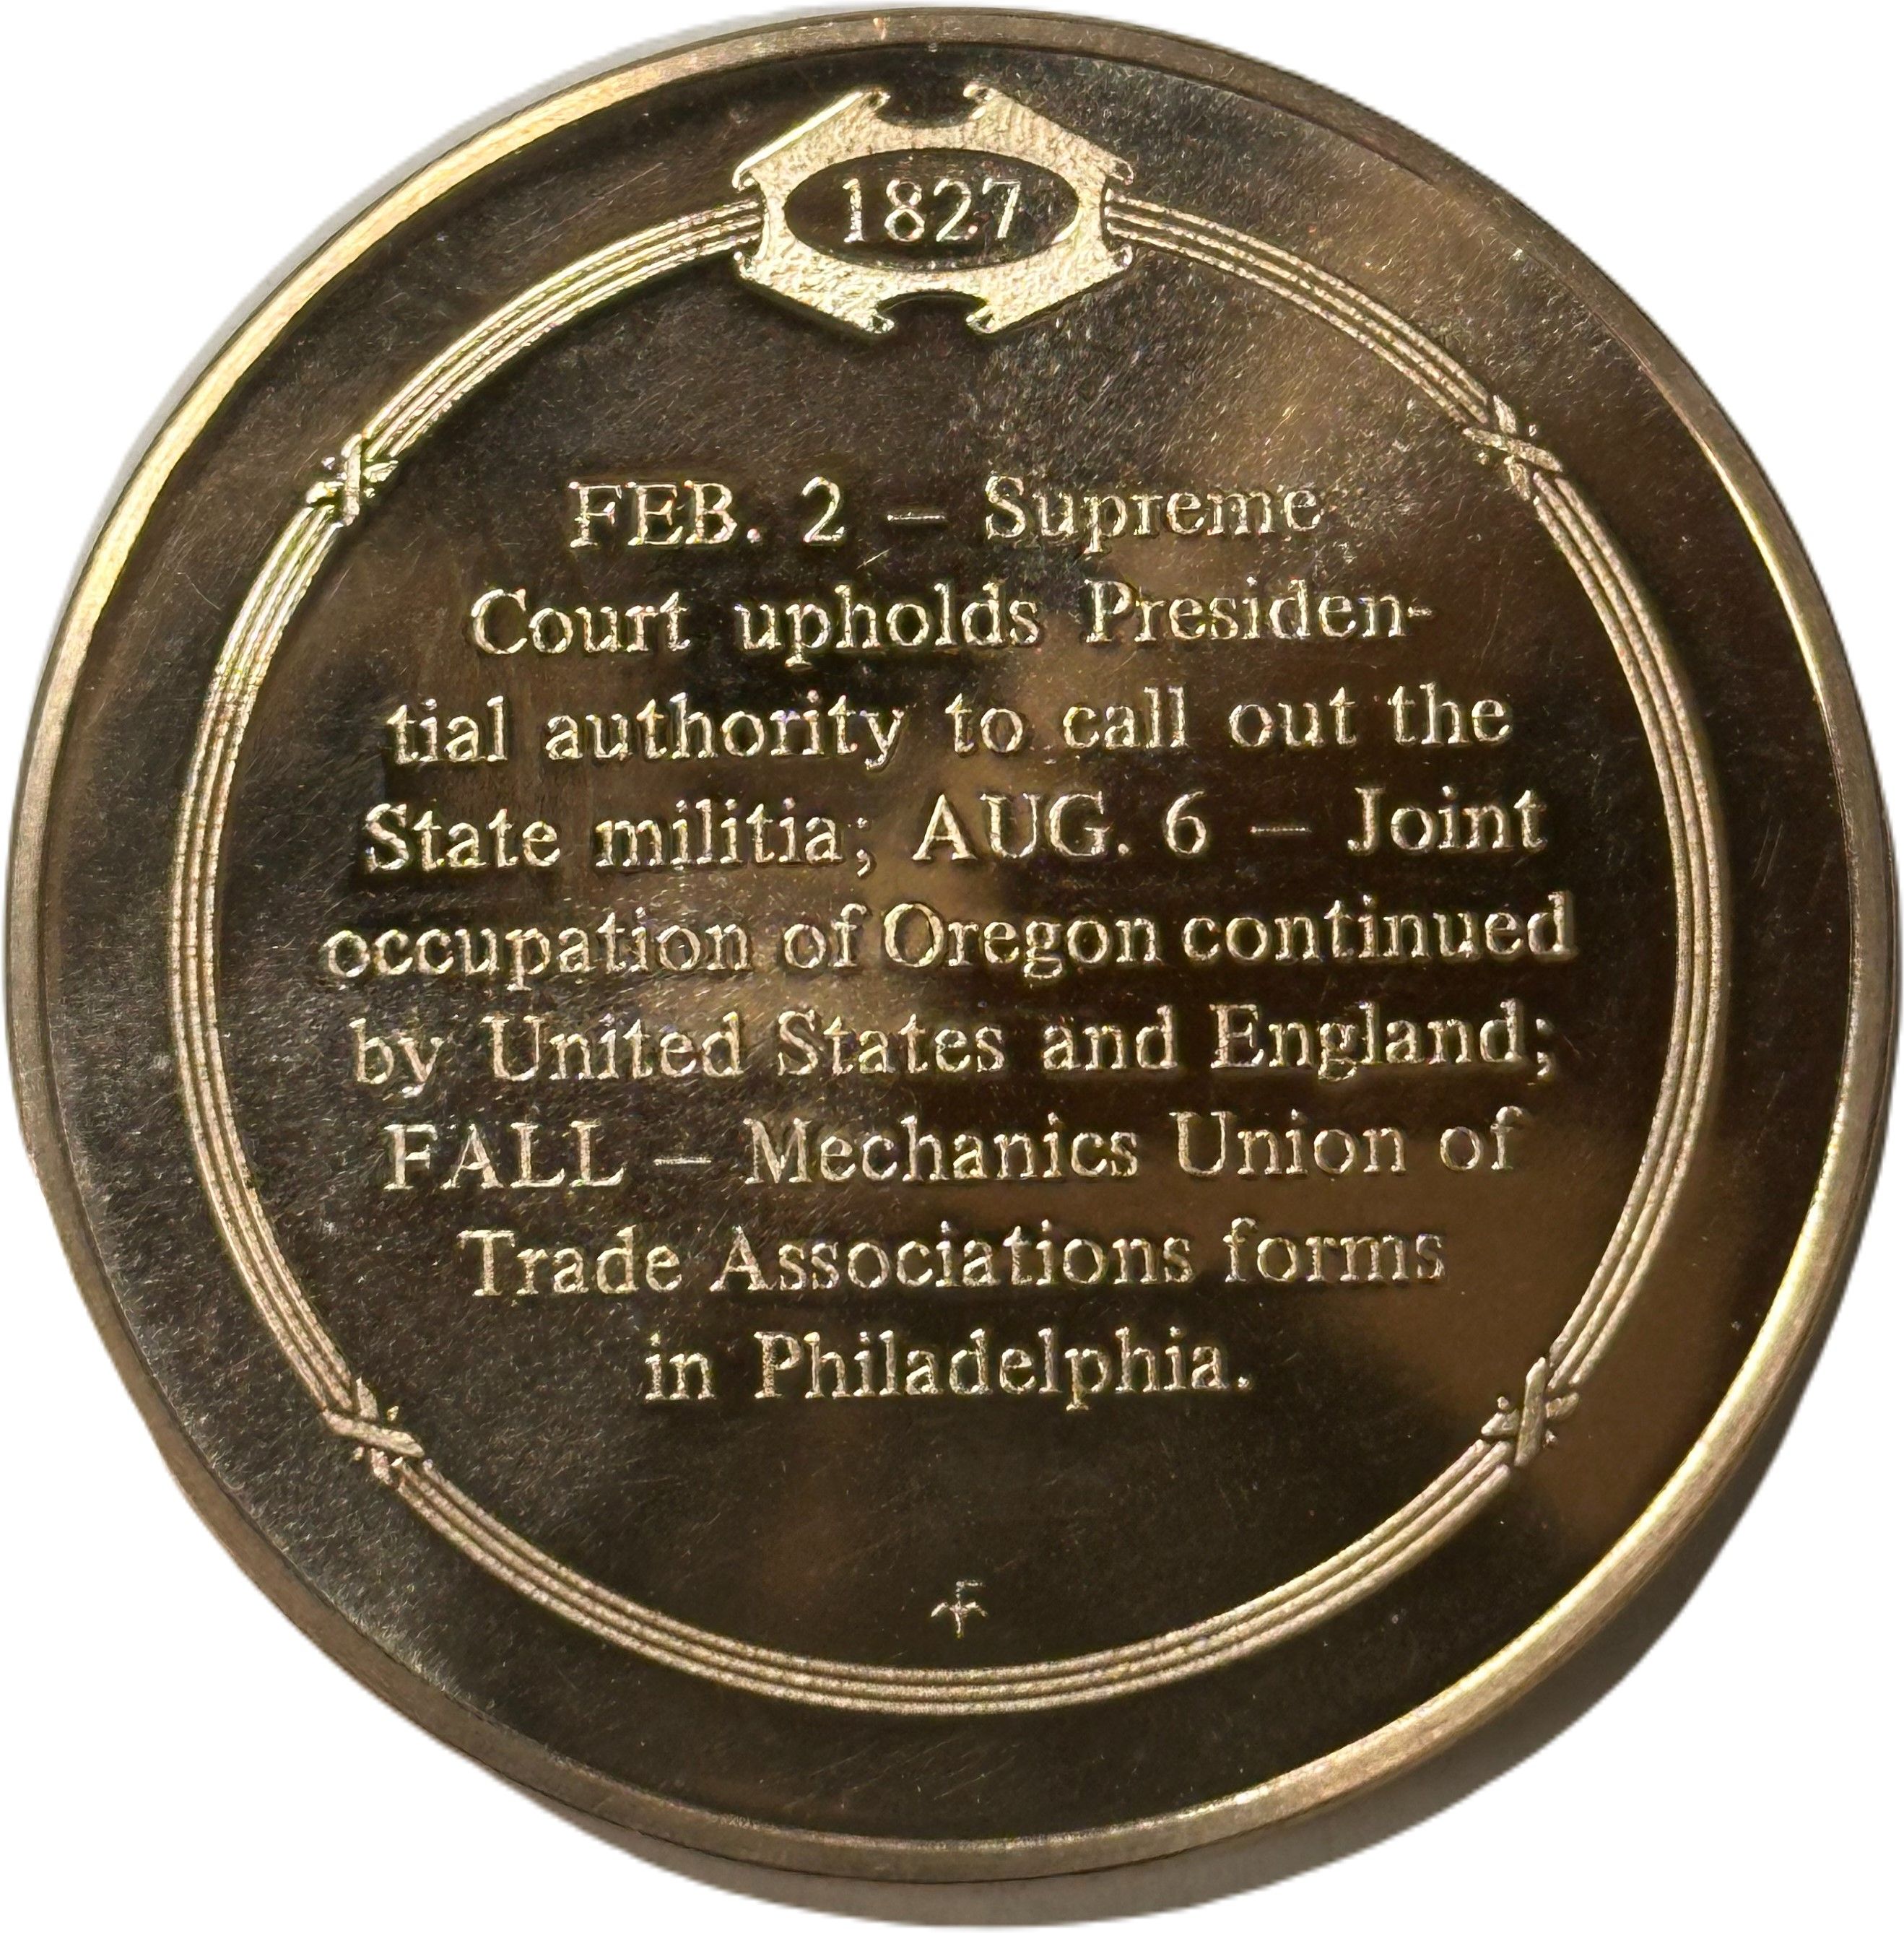 1827
FEB. 2 – Supreme
Court upholds Presiden-
tial authority to call out the
State militia; AUG. 6 – Joint
occupation of Oregon continued
by United States and England;
FALL – Mechanics Union of
Trade Associations forms
in Philadelphia.